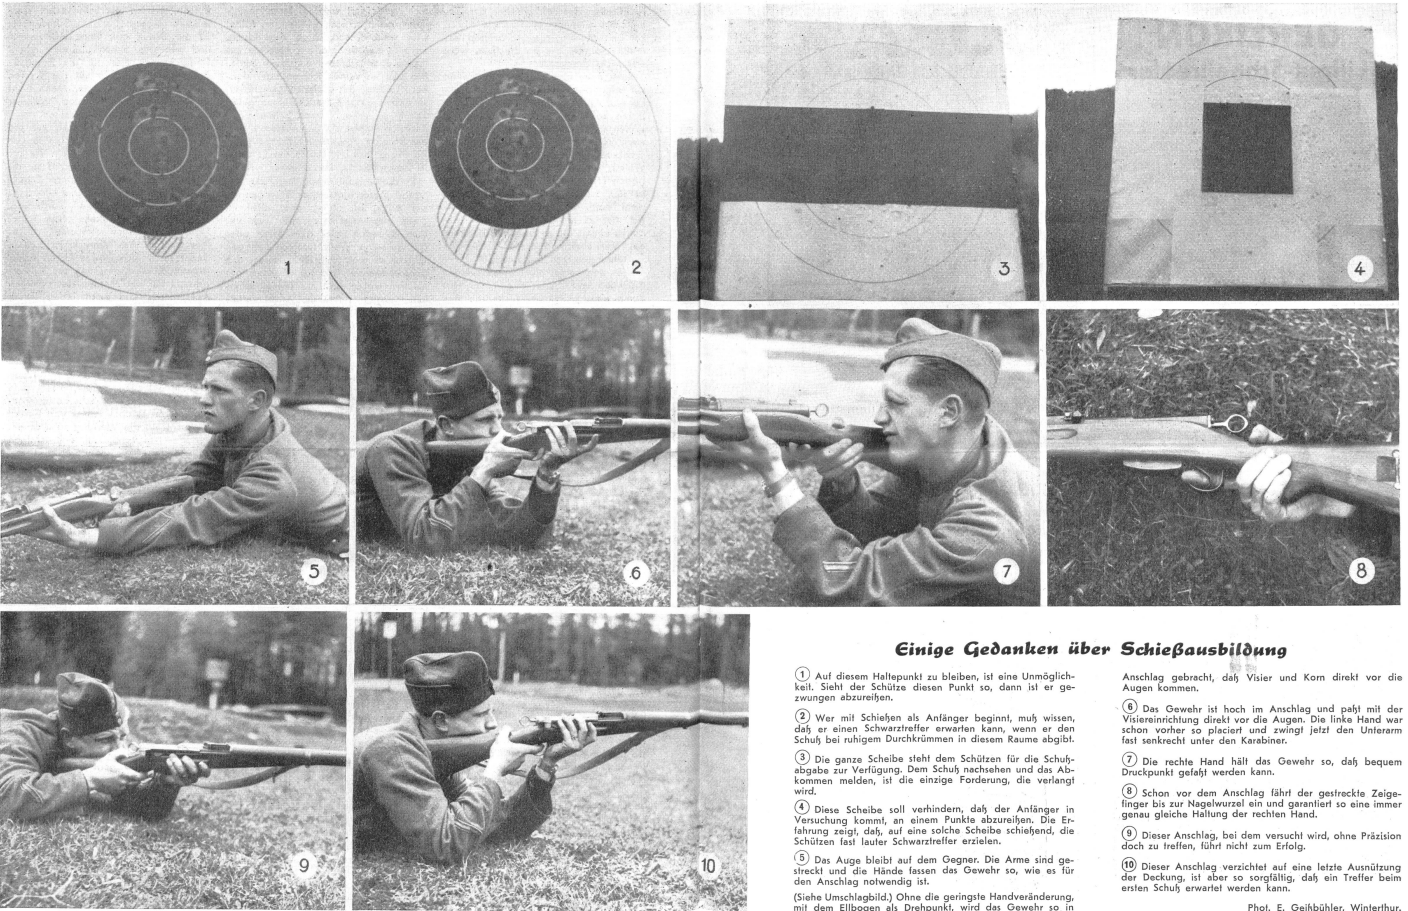 1
2
3
4
5
6
7
8
9
10
Einige Gedanken über Schießausbildung
① Auf diesem Haltepunkt zu bleiben, ist eine Unmöglich-
keit. Sieht der Schütze diesen Punkt so, dann ist er ge-
zwungen abzureißen.
② Wer mit Schießen als Anfänger beginnt, muß wissen,
daß er einen Schwarztreffer erwarten kann, wenn er den
Schuß bei ruhigem Durchkrümmen in diesem Raume abgibt.
③ Die ganze Scheibe steht dem Schützen für die Schuß-
abgabe zur Verfügung. Dem Schuß nachsehen und das Ab-
kommen melden, ist die einzige Forderung, die verlangt
wird.
④ Diese Scheibe soll verhindern, daß der Anfänger in
Versuchung kommt, an einem Punkte abzureißen. Die Er-
fahrung zeigt, daß, auf eine solche Scheibe schießend, die
Schützen fast lauter Schwarztreffer erzielen.
⑤ Das Auge bleibt auf dem Gegner. Die Arme sind ge-
streckt und die Hände fassen das Gewehr so, wie es für
den Anschlag notwendig ist.
(Siehe Umschlagbild.) Ohne die geringste Handveränderung,
mit dem Ellbogen als Drehpunkt, wird das Gewehr so in
Anschlag gebracht, daß Visier und Korn direkt vor die
Augen kommen.
⑥ Das Gewehr ist hoch im Anschlag und paßt mit der
Visiereinrichtung direkt vor die Augen. Die linke Hand war
schon vorher so placiert und zwingt jetzt den Unterarm
fast senkrecht unter den Karabiner.
⑦ Die rechte Hand hält das Gewehr so, daß bequem
Druckpunkt gefaßt werden kann.
⑧ Schon vor dem Anschlag fährt der gestreckte Zeige-
finger bis zur Nagelwurzel ein und garantiert so eine immer
genau gleiche Haltung der rechten Hand.
⑨ Dieser Anschlag, bei dem versucht wird, ohne Präzision
doch zu treffen, führt nicht zum Erfolg.
⑩ Dieser Anschlag verzichtet auf eine letzte Ausnützung
der Deckung, ist aber so sorgfältig, daß ein Treffer beim
ersten Schuß erwartet werden kann.
Phot. E. Geißbühler, Winterthur.